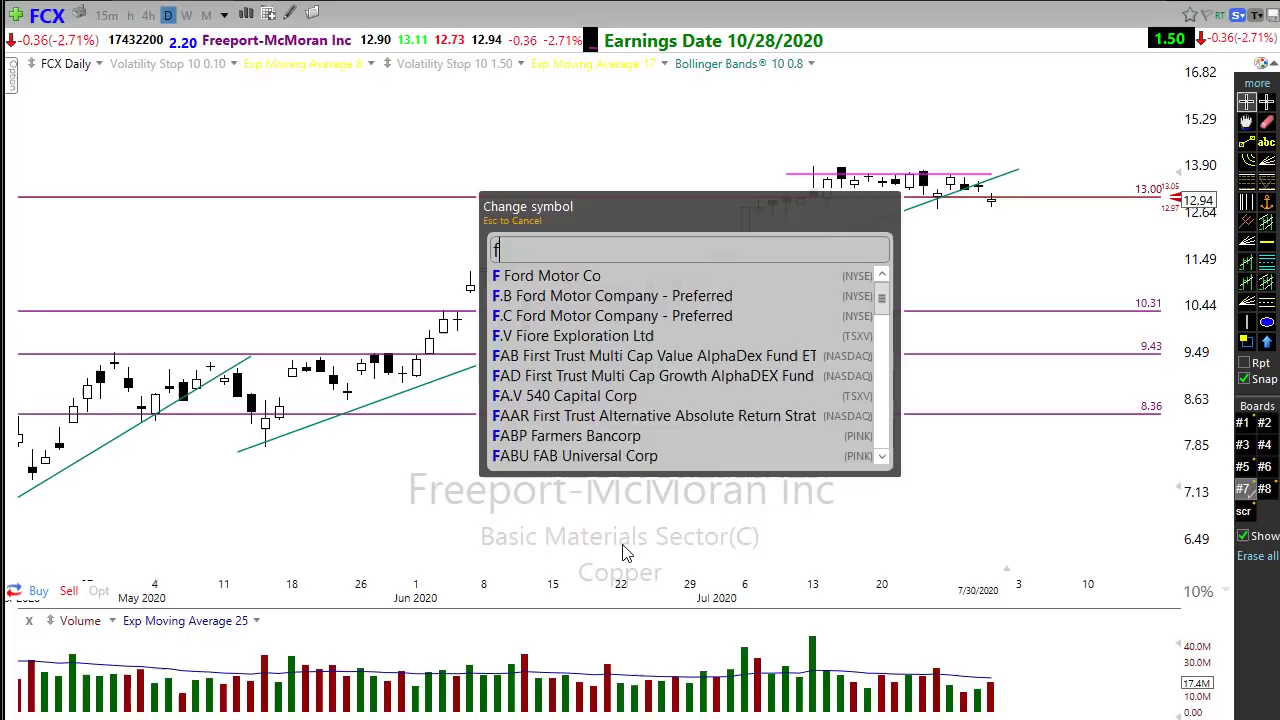 FCX 15m h 4h D W M S T
RT
-0.36(-2.71%) 17432200 2.20 Freeport-McMoran Inc 12.90 13.11 12.73 12.94 -0.36 -2.71% Earnings Date 10/28/2020 1.50 -0.36(-2.71%)
Option
FCX Daily Volatility Stop 10 0.10 Exp Moving Average 8 Volatility Stop 10 1.50 Exp Moving Average 17 Bollinger Bands® 10 0.8
16.82
more
15.29
abc
13.90
13.00
13.05
12.97
12.94
12.64
Change symbol
Esc to Cancel
f
F Ford Motor Co (NYSE)
F.B Ford Motor Company - Preferred (NYSE)
F.C Ford Motor Company - Preferred (NYSE)
F.V Fiore Exploration Ltd (TSXV)
FAB First Trust Multi Cap Value AlphaDex Fund ET (NASDAQ)
FAD First Trust Multi Cap Growth AlphaDEX Fund (NASDAQ)
FA.V 540 Capital Corp (TSXV)
FAAR First Trust Alternative Absolute Return Strat (NASDAQ)
FABP Farmers Bancorp (PINK)
FABU FAB Universal Corp (PINK)
11.49
10.31
10.44
9.43
9.49
8.63
8.36
7.85
7.13
6.49
Rpt
Snap
Boards
#1 #2
#3 #4
#5 #6
#7 #8
scr
Show
Erase all
Freeport-McMoran Inc
Basic Materials Sector(C)
Copper
Buy Sell Opt
4 11 18 26 1 8 15 22 29 6 13 20 7/30/2020 3 10
May 2020 Jun 2020 Jul 2020
10%
x Volume Exp Moving Average 25
40.0M
30.0M
17.4M
10.0M
0.00